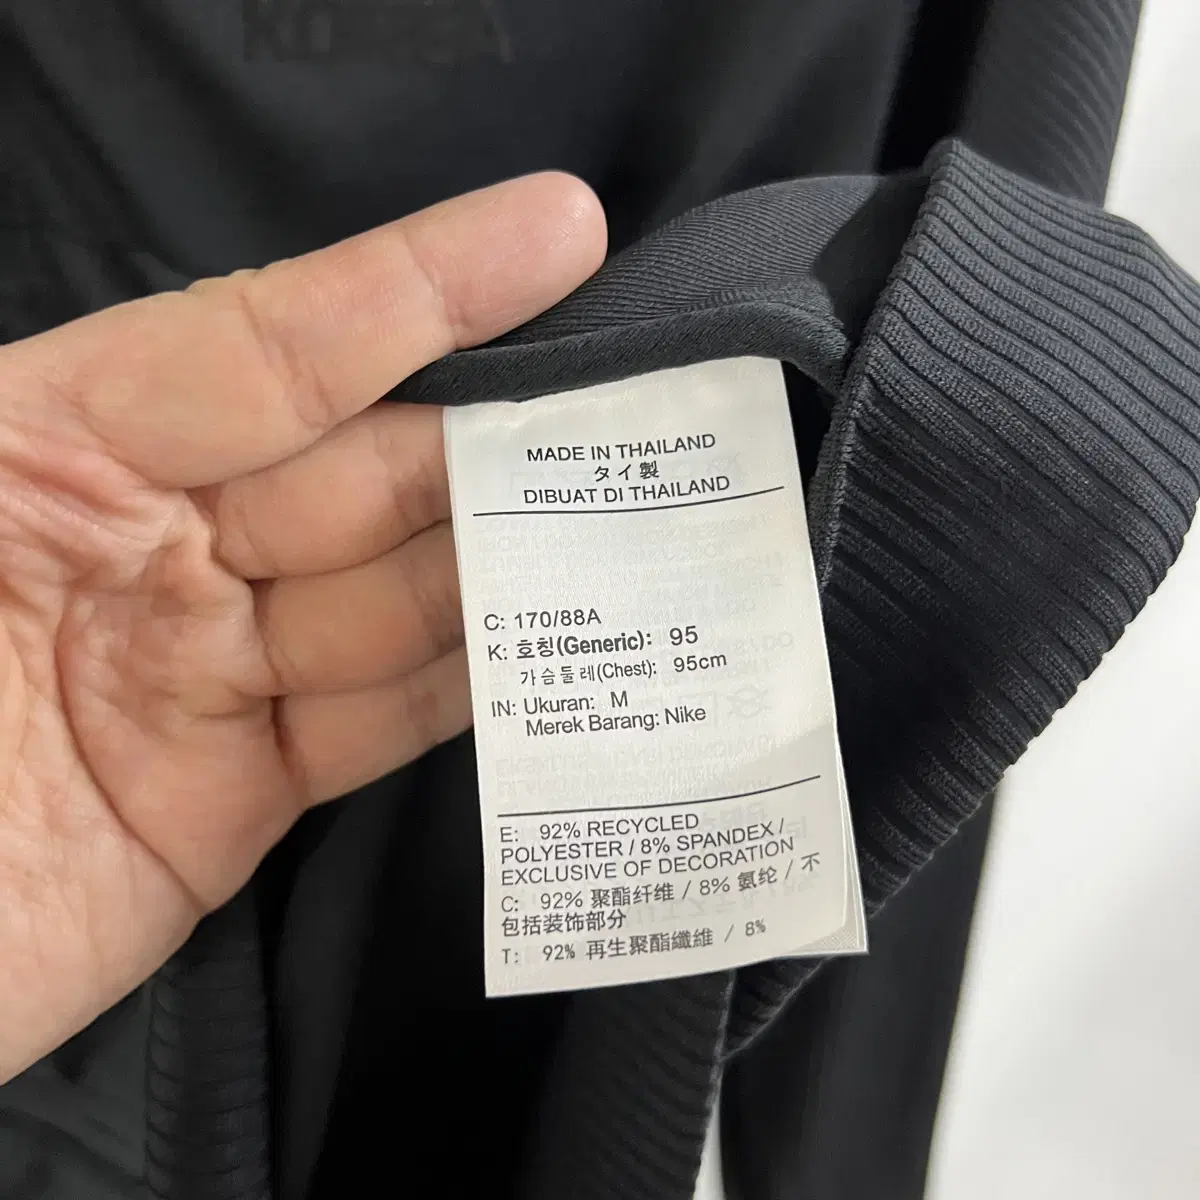 MADE IN THAILAND
タイ製
DIBUAT DI THAILAND
C: 170/88A
K: 호칭(Generic): 95
가슴둘레(Chest): 95cm
IN: Ukuran: M
Merek Barang: Nike
E: 92% RECYCLED
POLYESTER / 8% SPANDEX /
EXCLUSIVE OF DECORATION
C: 92% 聚酯纤维 / 8% 氨纶 / 不
包括装饰部分
T: 92% 再生聚酯纖維 / 8%